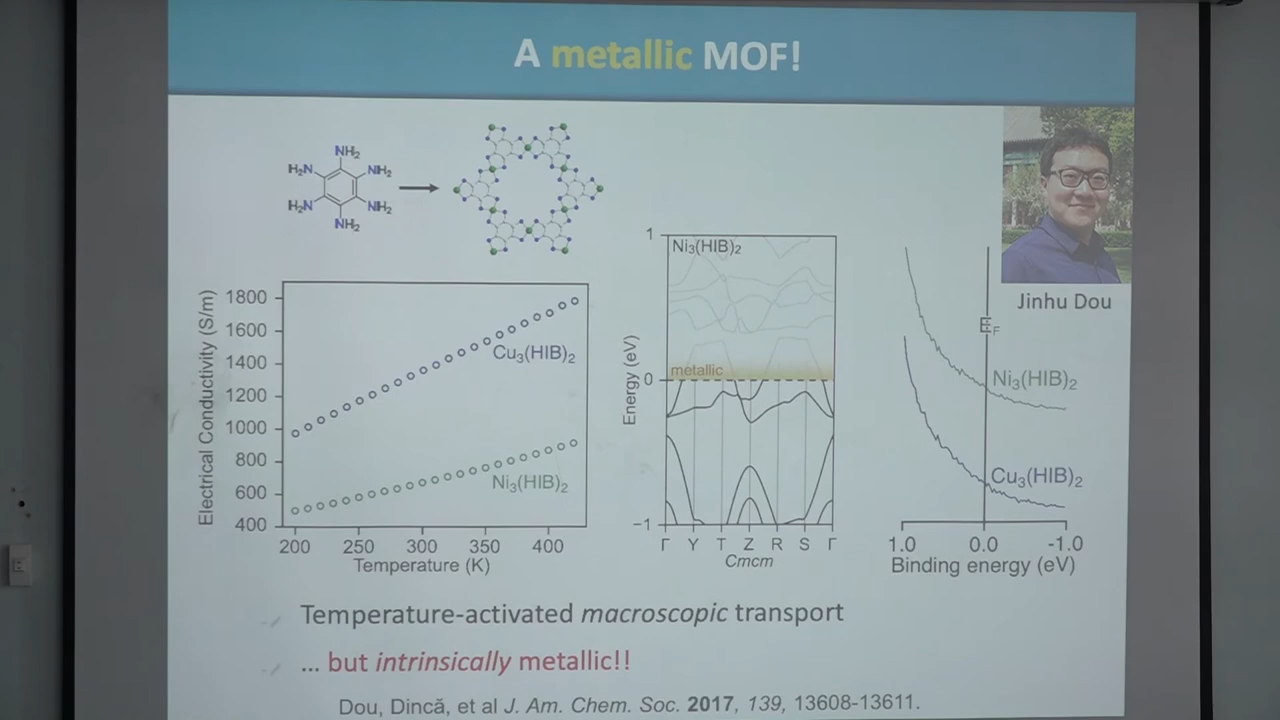 A metallic MOF!
NH₂
H₂N
NH₂
H₂N
NH₂
NH₂
Jinhu Dou
Electrical Conductivity (S/m)
1800
1600
1400
1200
1000
800
600
400
Cu₃(HIB)₂
Ni₃(HIB)₂
200
250
300
350
400
Temperature (K)
Energy (eV)
1
0
−1
Ni₃(HIB)₂
metallic
Γ Y T Z R S Γ
Cmcm
E_F
Ni₃(HIB)₂
Cu₃(HIB)₂
1.0 0.0 -1.0
Binding energy (eV)
Temperature-activated macroscopic transport
... but intrinsically metallic!!
Dou, Dincă, et al J. Am. Chem. Soc. 2017, 139, 13608-13611.